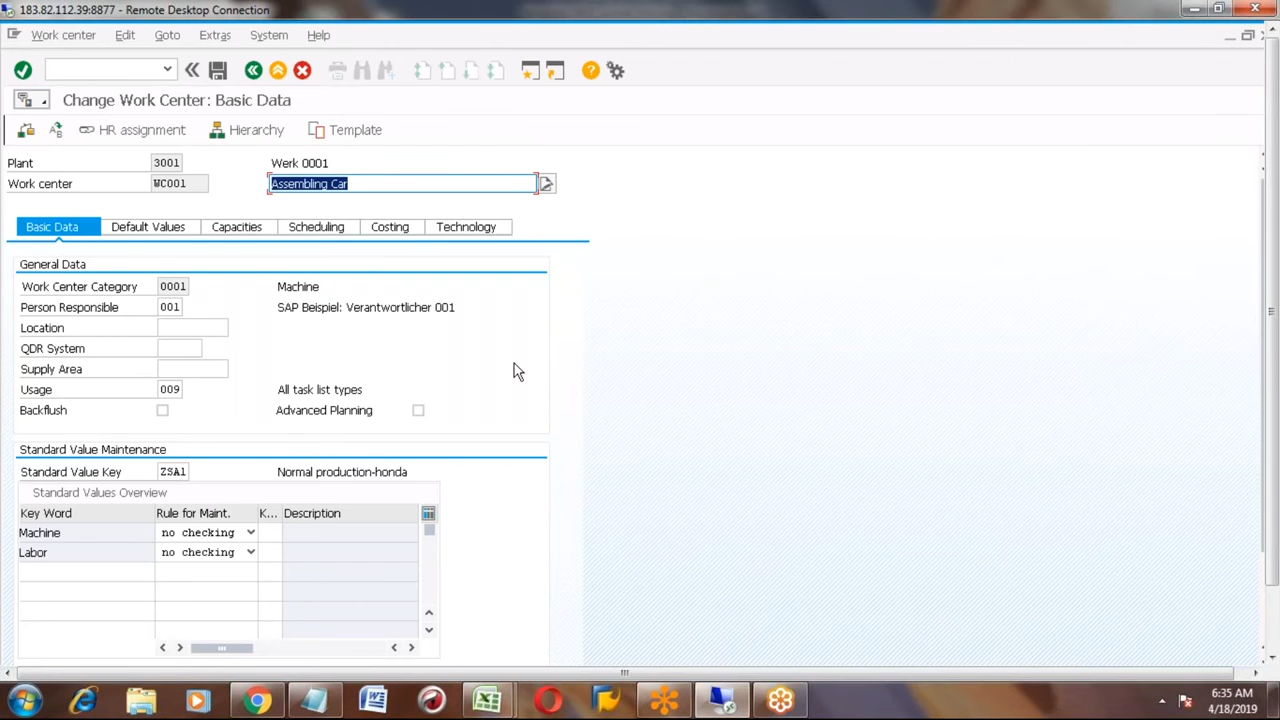 183.82.112.39:8877 - Remote Desktop Connection
Work center Edit Goto Extras System Help
Change Work Center: Basic Data
HR assignment Hierarchy Template
Plant 3001 Werk 0001
Work center WC001 Assembling Car
Basic Data Default Values Capacities Scheduling Costing Technology
General Data
Work Center Category 0001 Machine
Person Responsible 001 SAP Beispiel: Verantwortlicher 001
Location
QDR System
Supply Area
Usage 009 All task list types
Backflush Advanced Planning
Standard Value Maintenance
Standard Value Key ZSA1 Normal production-honda
Standard Values Overview
Key Word Rule for Maint. K... Description
Machine no checking
Labor no checking
6:35 AM
4/18/2019